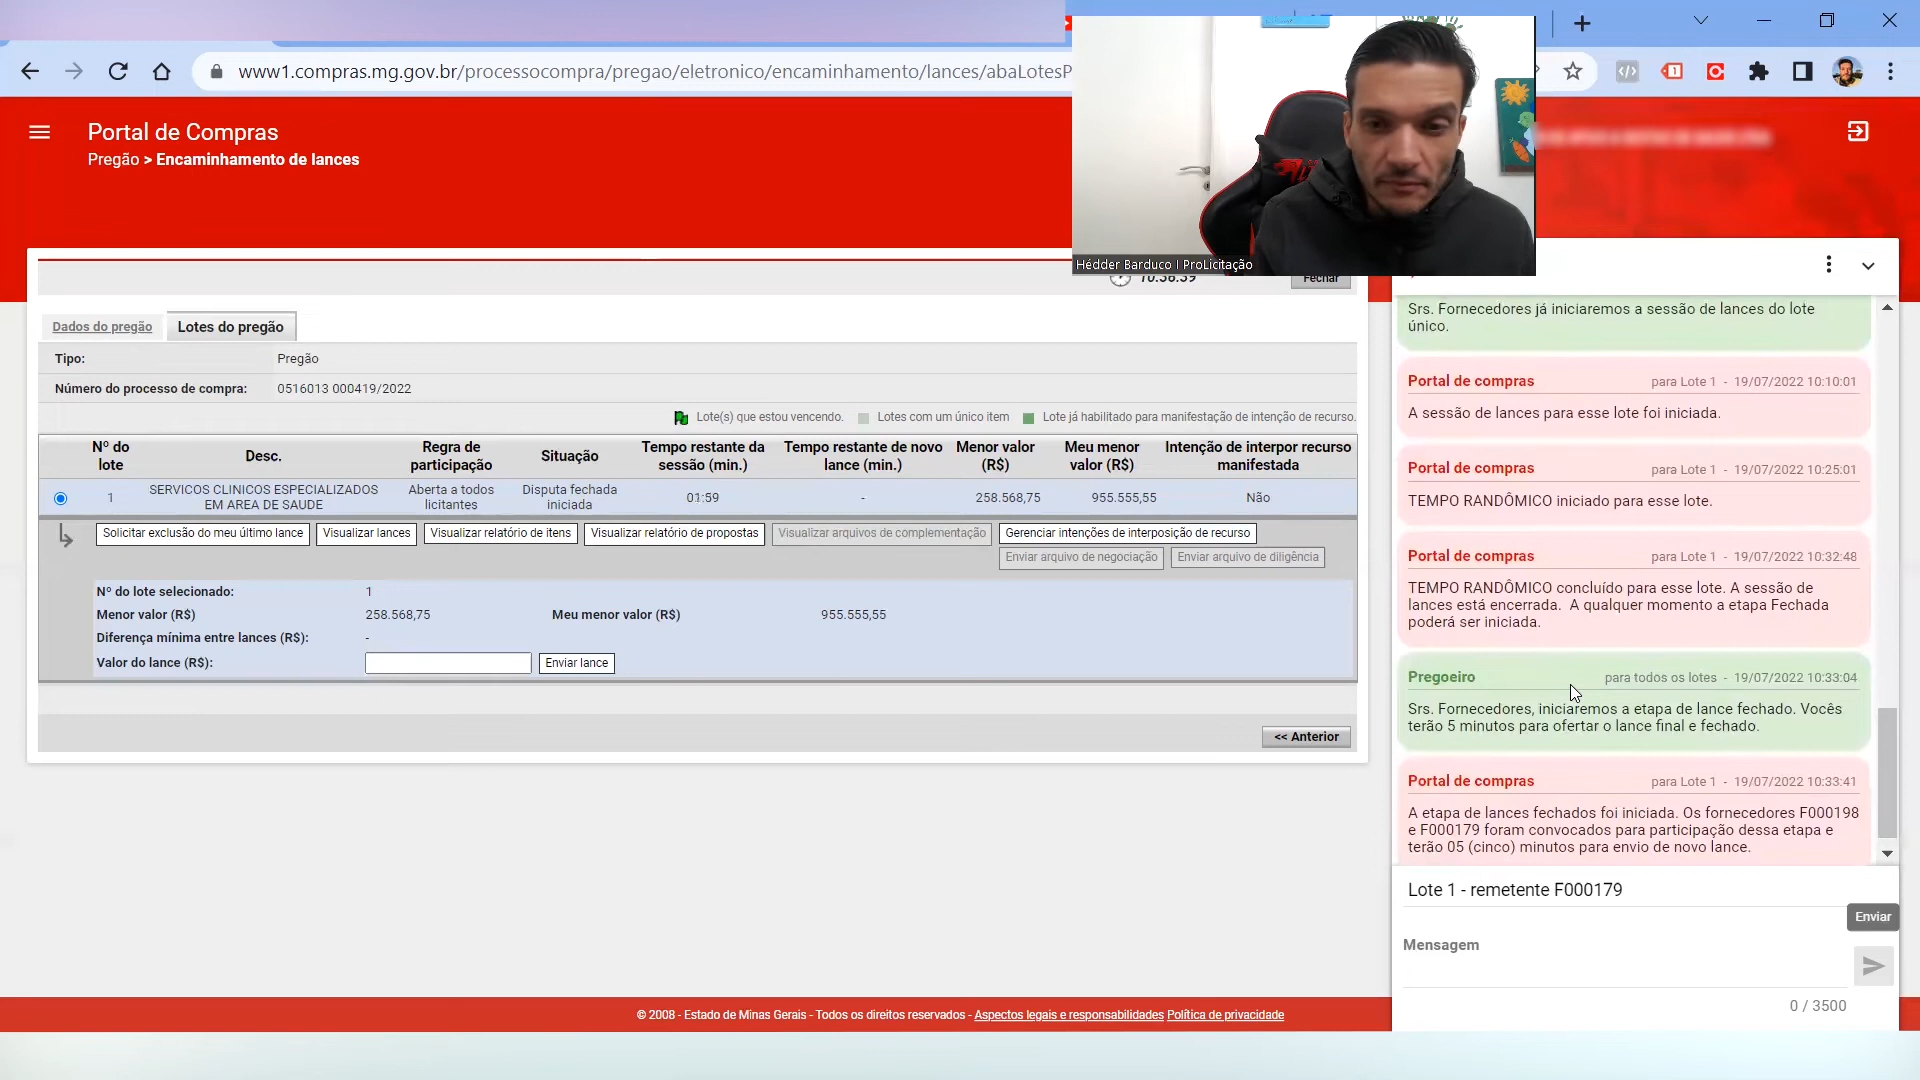 www1.compras.mg.gov.br/processocompra/pregao/eletronico/encaminhamento/lances/abaLotesP
Portal de Compras
Pregão > Encaminhamento de lances
Hédder Barduco | ProLicitação
10:36:39
Fechar
Dados do pregão
Lotes do pregão
Tipo: Pregão
Número do processo de compra: 0516013 000419/2022
Lote(s) que estou vencendo. Lotes com um único item Lote já habilitado para manifestação de intenção de recurso.
Nº do lote Desc. Regra de participação Situação Tempo restante da sessão (min.) Tempo restante de novo lance (min.) Menor valor (R$) Meu menor valor (R$) Intenção de interpor recurso manifestada
1 SERVICOS CLINICOS ESPECIALIZADOS EM AREA DE SAUDE Aberta a todos licitantes Disputa fechada iniciada 01:59 - 258.568,75 955.555,55 Não
Solicitar exclusão do meu último lance Visualizar lances Visualizar relatório de itens Visualizar relatório de propostas Visualizar arquivos de complementação Gerenciar intenções de interposição de recurso
Enviar arquivo de negociação Enviar arquivo de diligência
Nº do lote selecionado: 1
Menor valor (R$) 258.568,75 Meu menor valor (R$) 955.555,55
Diferença mínima entre lances (R$): -
Valor do lance (R$): Enviar lance
<< Anterior
Srs. Fornecedores já iniciaremos a sessão de lances do lote
único.
Portal de compras para Lote 1 - 19/07/2022 10:10:01
A sessão de lances para esse lote foi iniciada.
Portal de compras para Lote 1 - 19/07/2022 10:25:01
TEMPO RANDÔMICO iniciado para esse lote.
Portal de compras para Lote 1 - 19/07/2022 10:32:48
TEMPO RANDÔMICO concluído para esse lote. A sessão de
lances está encerrada. A qualquer momento a etapa Fechada
poderá ser iniciada.
Pregoeiro para todos os lotes - 19/07/2022 10:33:04
Srs. Fornecedores, iniciaremos a etapa de lance fechado. Vocês
terão 5 minutos para ofertar o lance final e fechado.
Portal de compras para Lote 1 - 19/07/2022 10:33:41
A etapa de lances fechados foi iniciada. Os fornecedores F000198
e F000179 foram convocados para participação dessa etapa e
terão 05 (cinco) minutos para envio de novo lance.
Lote 1 - remetente F000179
Enviar
Mensagem
0 / 3500
© 2008 - Estado de Minas Gerais - Todos os direitos reservados - Aspectos legais e responsabilidades Política de privacidade